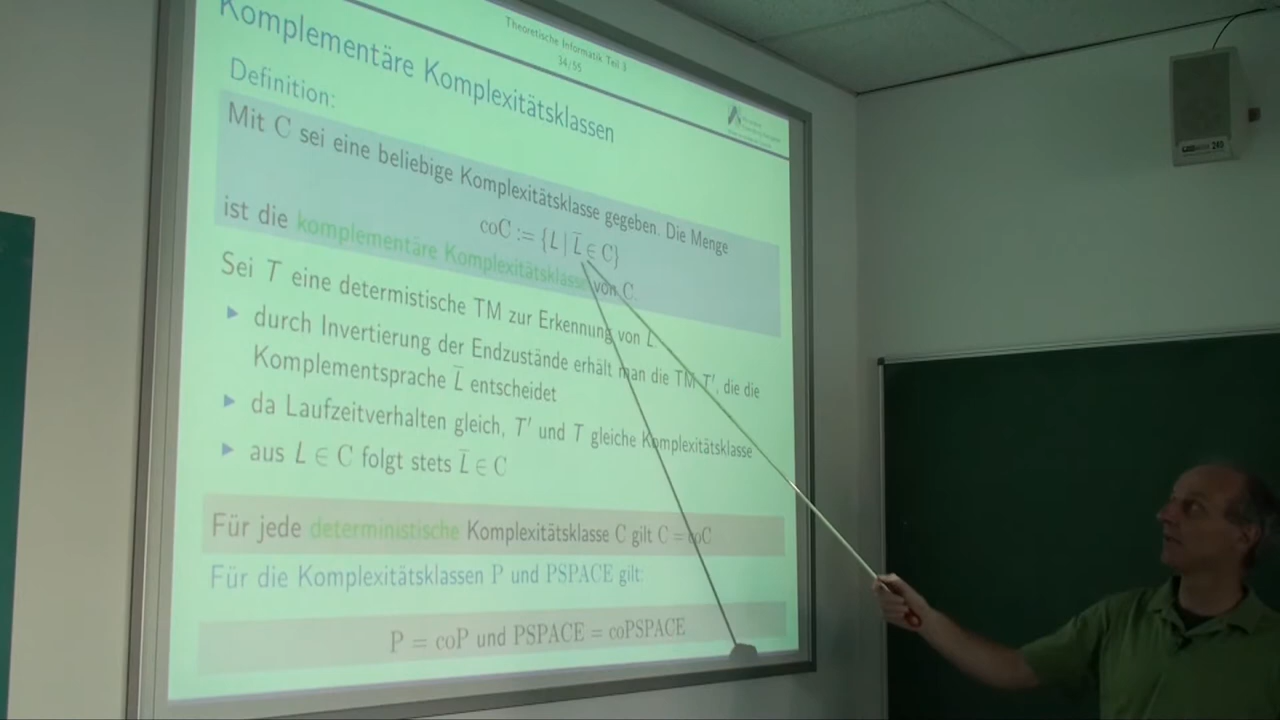 Theoretische Informatik Teil 3
34/55
Komplementäre Komplexitätsklassen
Definition:
Mit C sei eine beliebige Komplexitätsklasse gegeben. Die Menge
coC := {L | L̅ ∈ C}
ist die komplementäre Komplexitätsklasse von C.
Sei T eine determistische TM zur Erkennung von L
▶ durch Invertierung der Endzustände erhält man die TM T′, die die
Komplementsprache L̅ entscheidet
▶ da Laufzeitverhalten gleich, T′ und T gleiche Komplexitätsklasse
▶ aus L ∈ C folgt stets L̅ ∈ C
Für jede deterministische Komplexitätsklasse C gilt C = coC
Für die Komplexitätsklassen P und PSPACE gilt:
P = coP und PSPACE = coPSPACE